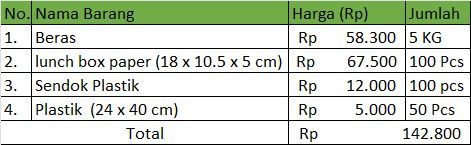 No. Nama Barang Harga (Rp) Jumlah
1. Beras Rp 58.300 5 KG
2. lunch box paper (18 x 10.5 x 5 cm) Rp 67.500 100 Pcs
3. Sendok Plastik Rp 12.000 100 pcs
4. Plastik (24 x 40 cm) Rp 5.000 50 Pcs
Total Rp 142.800